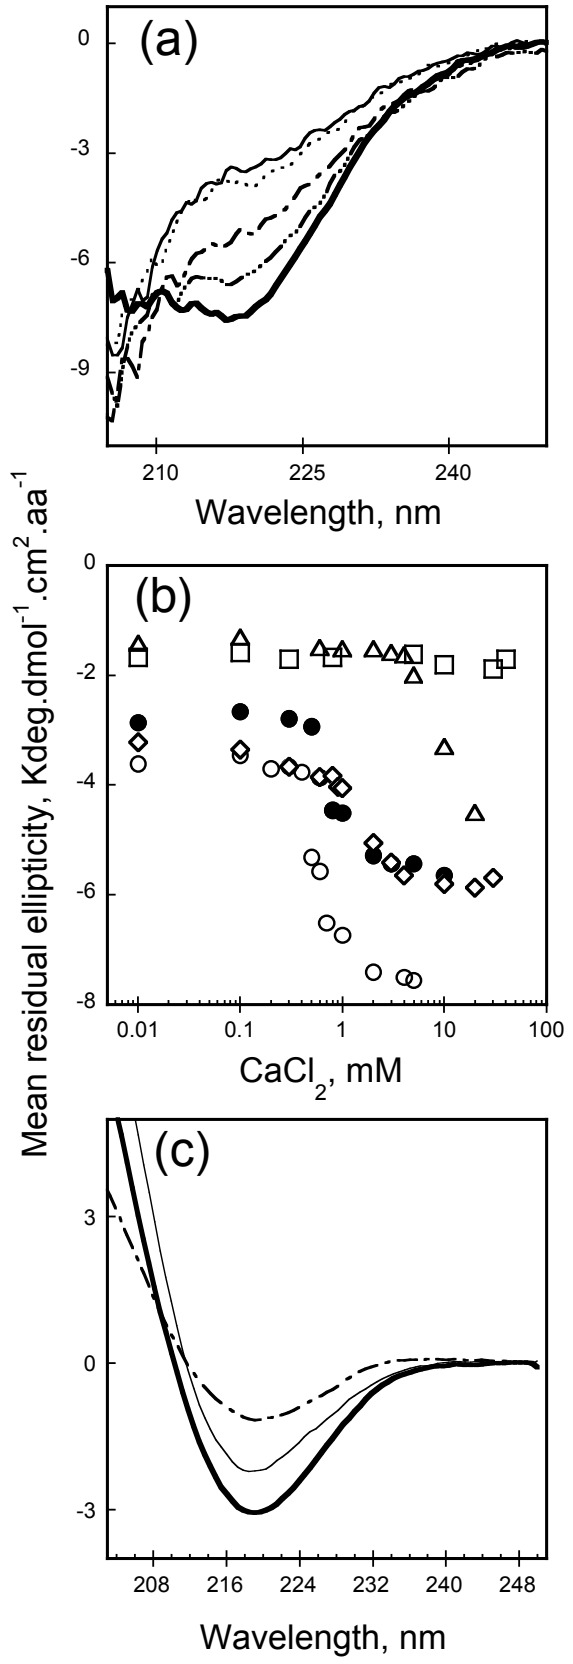 (a)
0
-3
-6
-9
210 225 240
Wavelength, nm
Mean residual ellipticity, Kdeg.dmol⁻¹.cm².aa⁻¹
(b)
0
-2
-4
-6
-8
0.01 0.1 1 10 100
CaCl₂, mM
(c)
3
0
-3
208 216 224 232 240 248
Wavelength, nm